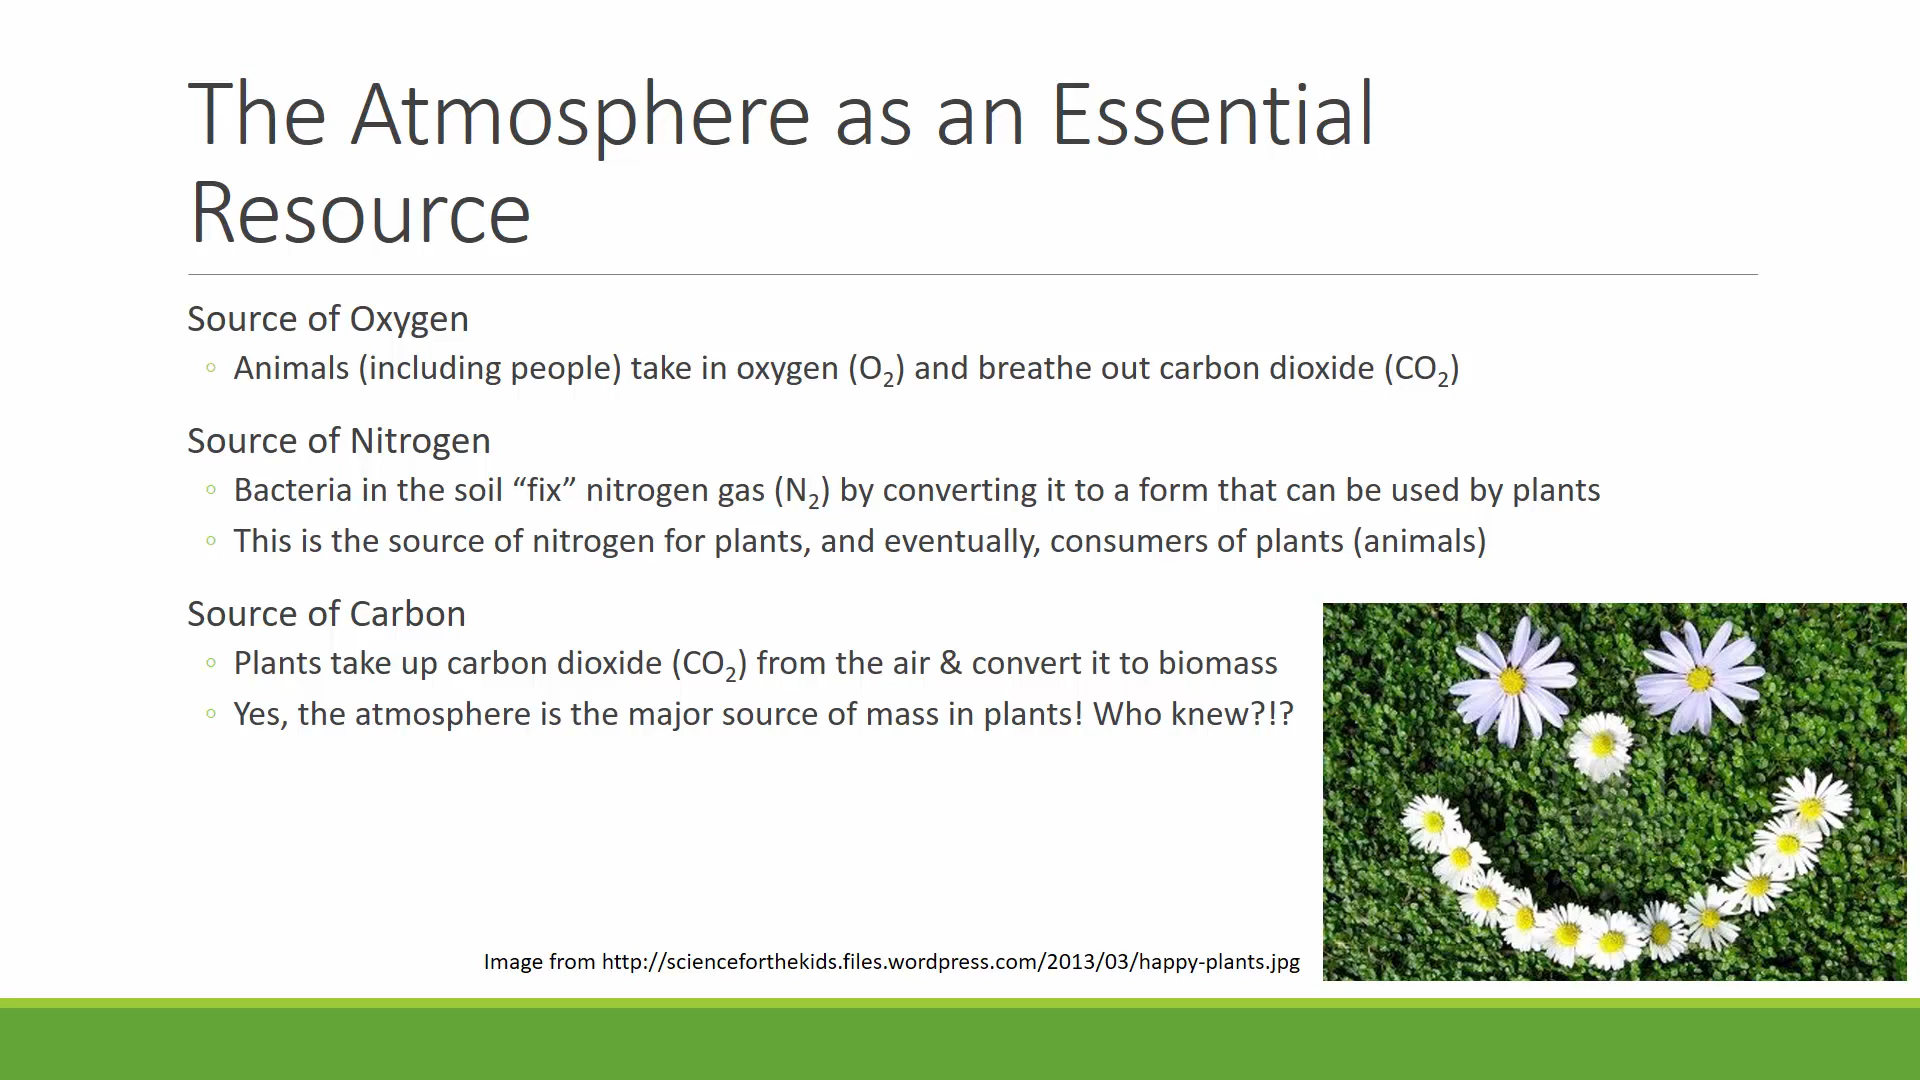 The Atmosphere as an Essential
Resource
Source of Oxygen
◦ Animals (including people) take in oxygen (O₂) and breathe out carbon dioxide (CO₂)
Source of Nitrogen
◦ Bacteria in the soil “fix” nitrogen gas (N₂) by converting it to a form that can be used by plants
◦ This is the source of nitrogen for plants, and eventually, consumers of plants (animals)
Source of Carbon
◦ Plants take up carbon dioxide (CO₂) from the air & convert it to biomass
◦ Yes, the atmosphere is the major source of mass in plants! Who knew?!?
Image from http://scienceforthekids.files.wordpress.com/2013/03/happy-plants.jpg